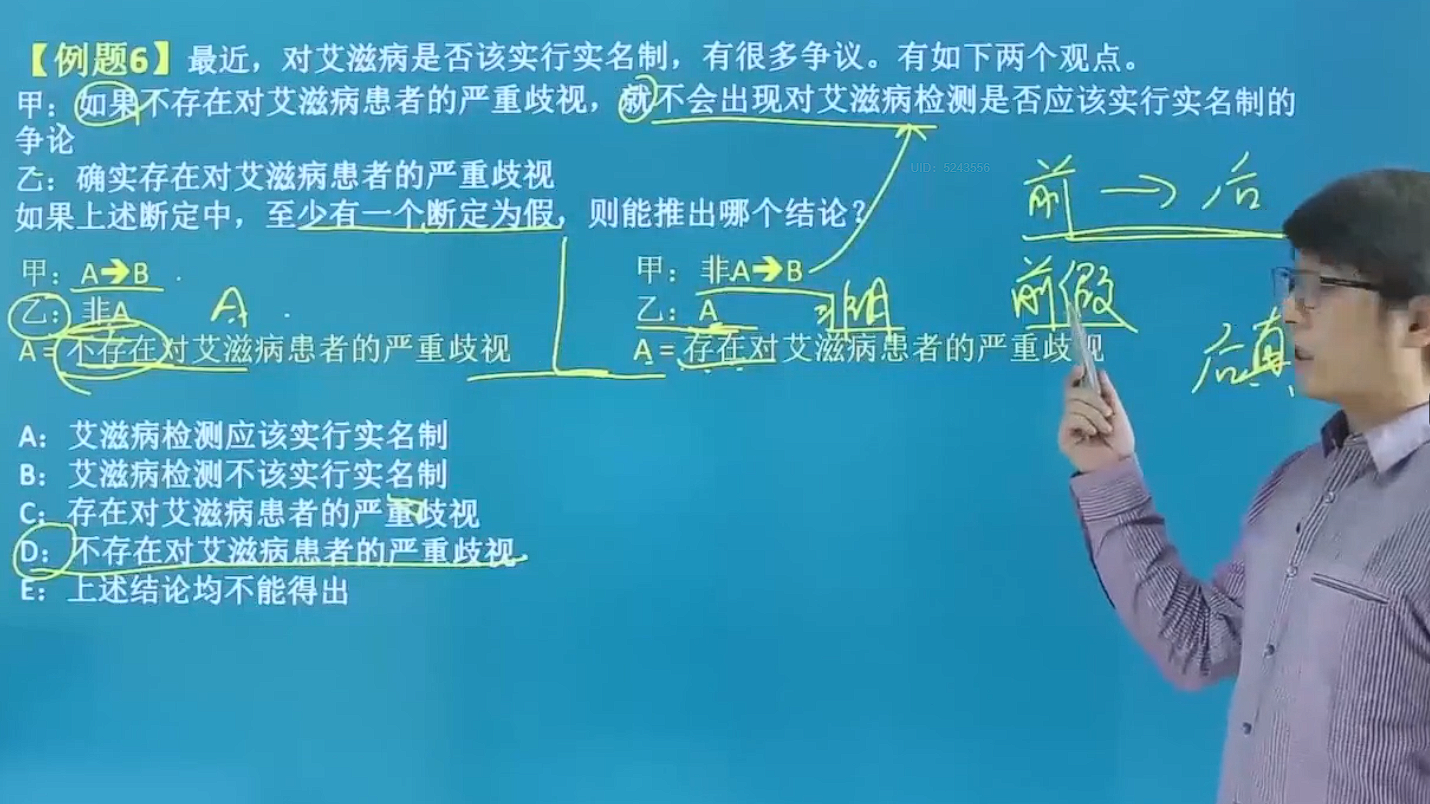 【例题6】最近，对艾滋病是否该实行实名制，有很多争议。有如下两个观点。
甲：如果不存在对艾滋病患者的严重歧视，就不会出现对艾滋病检测是否应该实行实名制的
争论
UID：5243556
乙：确实存在对艾滋病患者的严重歧视
前→后
如果上述断定中，至少有一个断定为假，则能推出哪个结论？
甲：A→B
甲：非A→B
前假
乙：非A A
乙：A 非A
后真
A=不存在对艾滋病患者的严重歧视
A=存在对艾滋病患者的严重歧视
A：艾滋病检测应该实行实名制
B：艾滋病检测不该实行实名制
C：存在对艾滋病患者的严重歧视
D：不存在对艾滋病患者的严重歧视
E：上述结论均不能得出